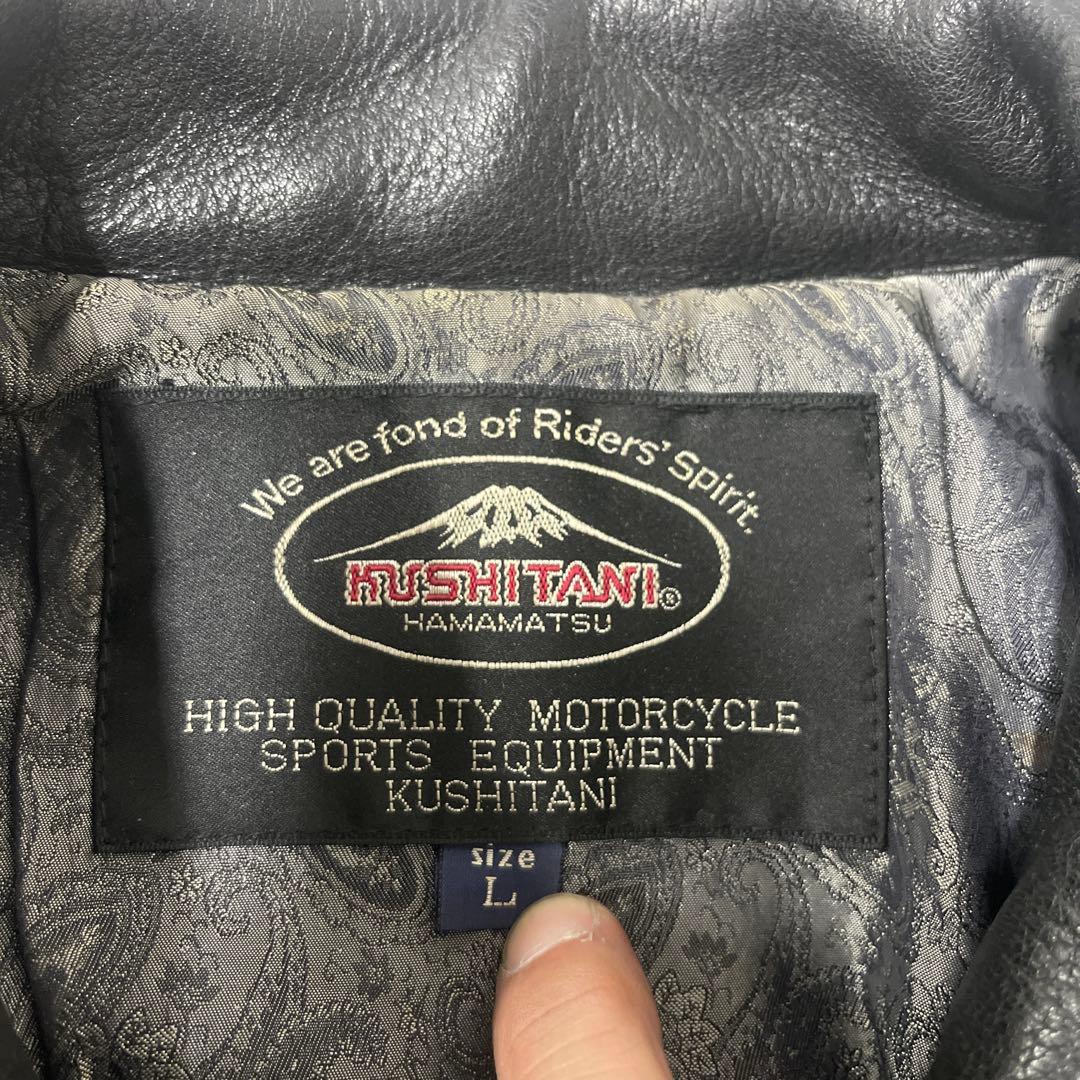 We are fond of Riders' Spirit.
KUSHITANI®
HAMAMATSU
HIGH QUALITY MOTORCYCLE
SPORTS EQUIPMENT
KUSHITANI
size
L